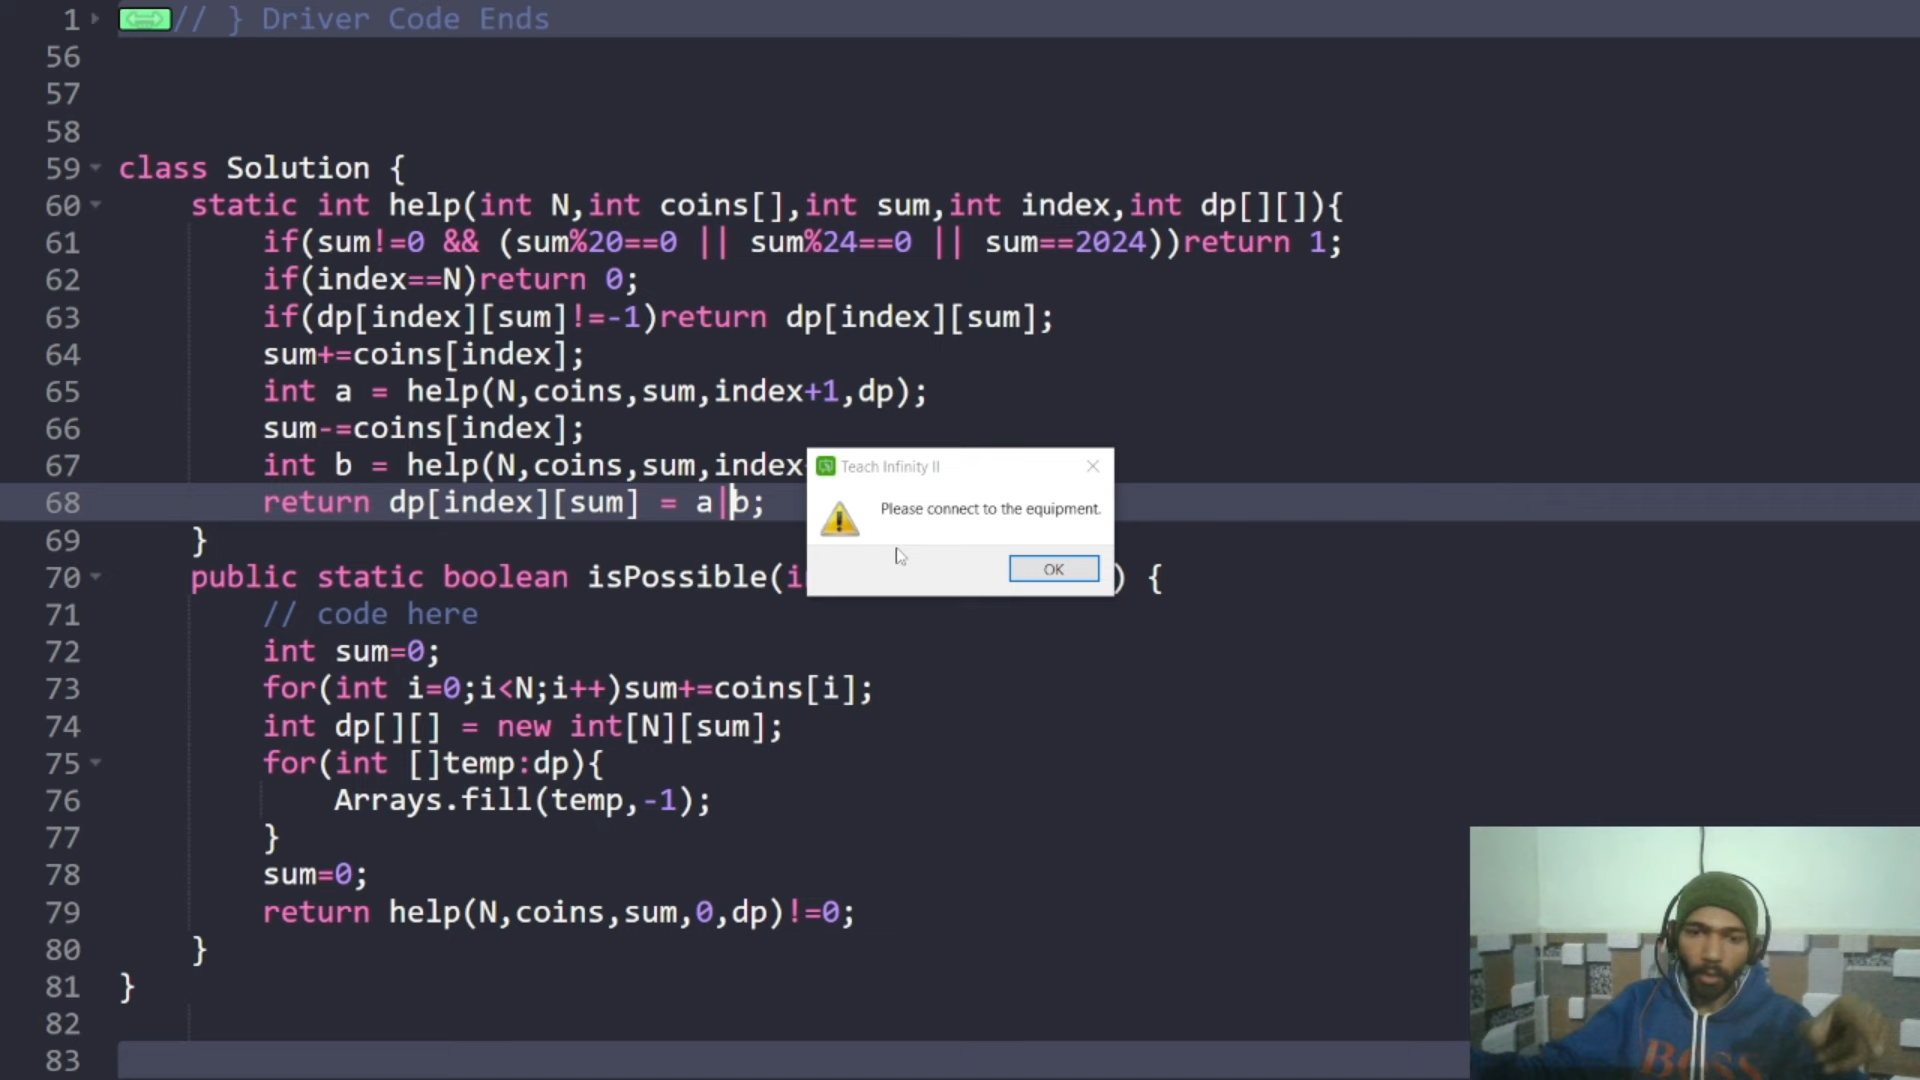 1 // } Driver Code Ends
56
57
58
59 class Solution {
60 static int help(int N,int coins[],int sum,int index,int dp[][]){
61 if(sum!=0 && (sum%20==0 || sum%24==0 || sum==2024))return 1;
62 if(index==N)return 0;
63 if(dp[index][sum]!=-1)return dp[index][sum];
64 sum+=coins[index];
65 int a = help(N,coins,sum,index+1,dp);
66 sum-=coins[index];
67 int b = help(N,coins,sum,index
Teach Infinity II
68 return dp[index][sum] = a|b;
Please connect to the equipment.
69 }
OK
70 public static boolean isPossible(i ) {
71 // code here
72 int sum=0;
73 for(int i=0;i<N;i++)sum+=coins[i];
74 int dp[][] = new int[N][sum];
75 for(int []temp:dp){
76 Arrays.fill(temp,-1);
77 }
78 sum=0;
79 return help(N,coins,sum,0,dp)!=0;
80 }
81 }
82
83
BOSS